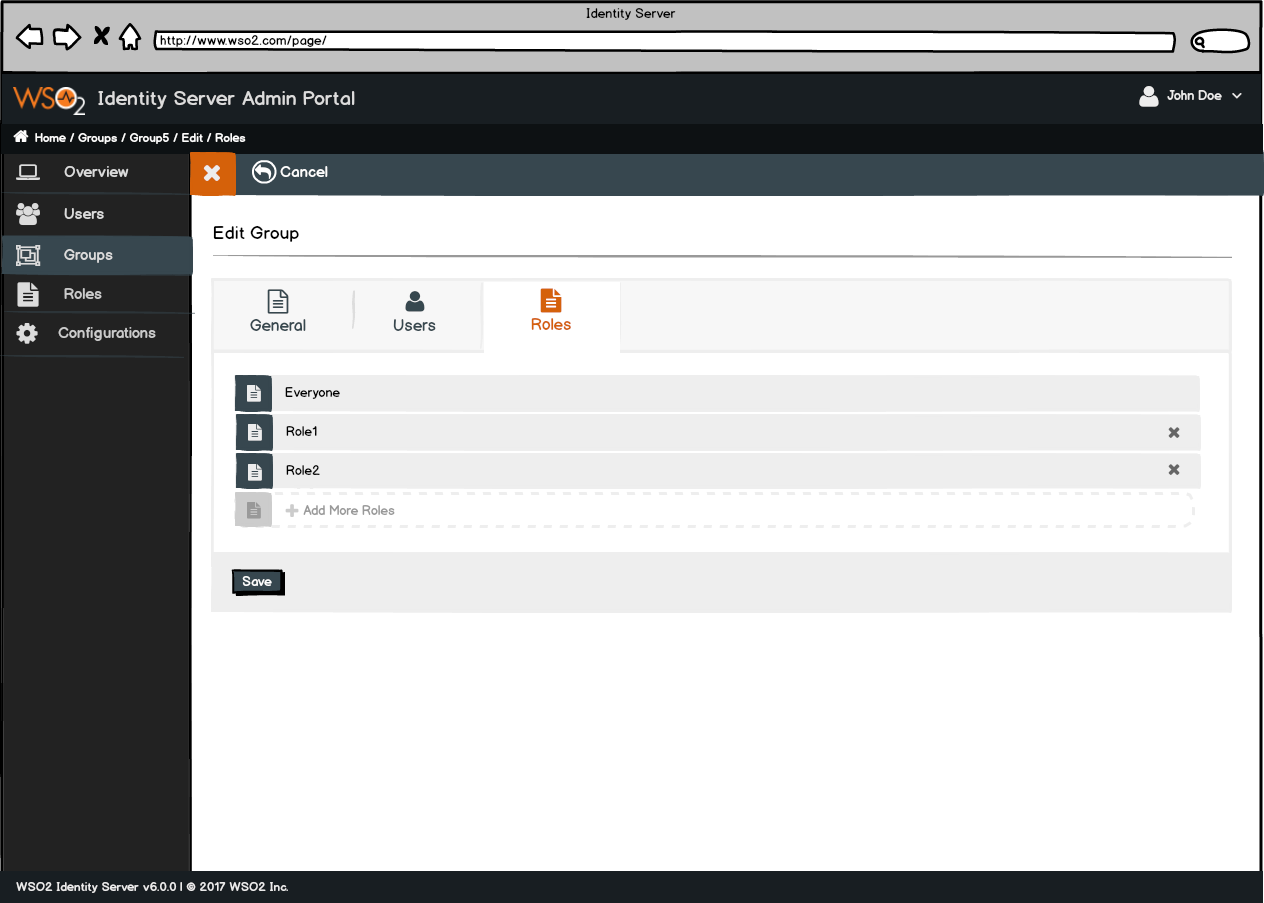 Identity Server
http://www.wso2.com/page/
WSO2 Identity Server Admin Portal
John Doe
Home / Groups / Group5 / Edit / Roles
Overview
Cancel
Users
Groups
Roles
Configurations
Edit Group
General
Users
Roles
Everyone
Role1
Role2
Add More Roles
Save
WSO2 Identity Server v6.0.0 | © 2017 WSO2 Inc.